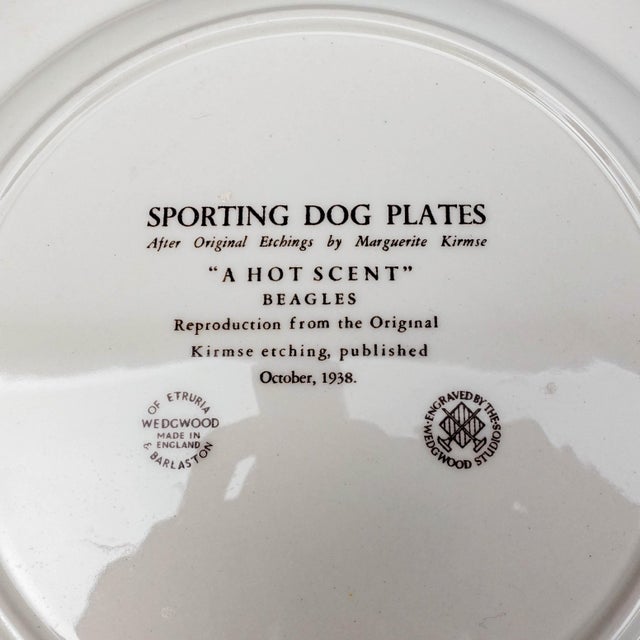 SPORTING DOG PLATES
After Original Etchings by Marguerite Kirmse
"A HOT SCENT"
BEAGLES
Reproduction from the Original
Kirmse etching, published
October, 1938.
OF ETRURIA
WEDGWOOD
MADE IN
ENGLAND
& BARLASTON
·ENGRAVED BY THE·
WEDGWOOD STUDIOS